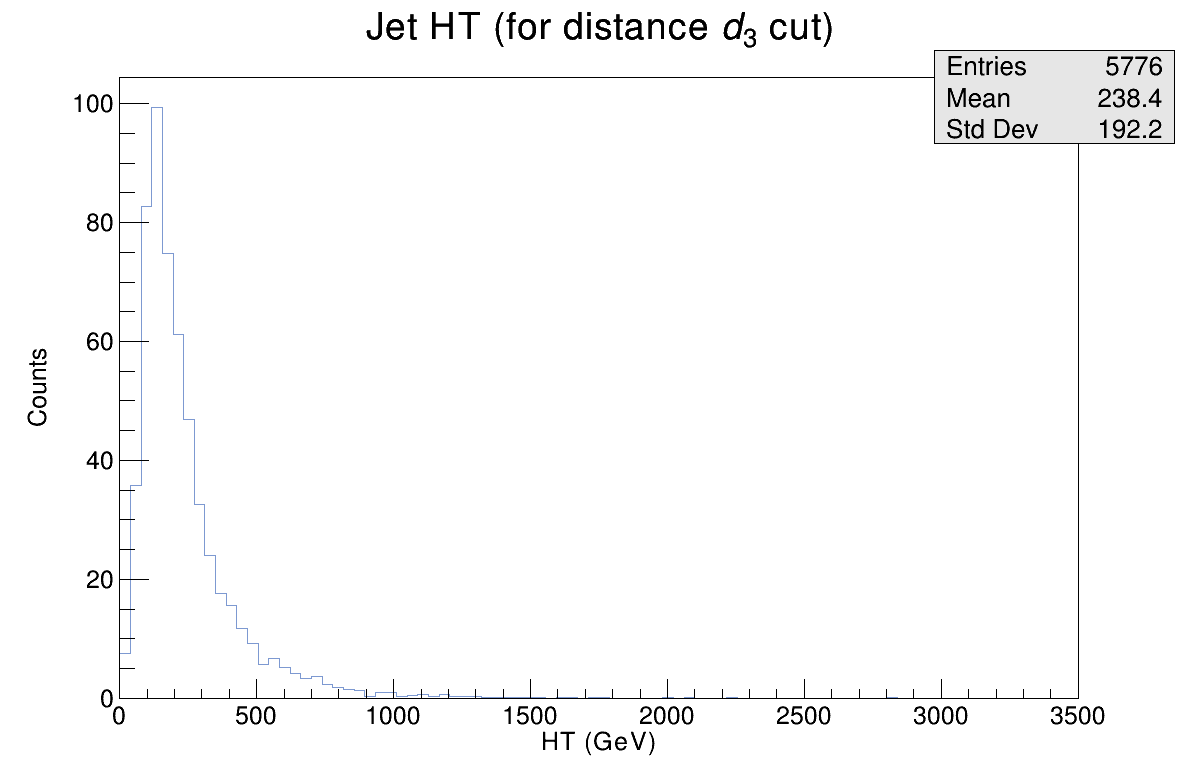 Jet HT (for distance d₃ cut)
Entries 5776
Mean 238.4
Std Dev 192.2
100
80
60
40
20
0
Counts
0 500 1000 1500 2000 2500 3000 3500
HT (GeV)